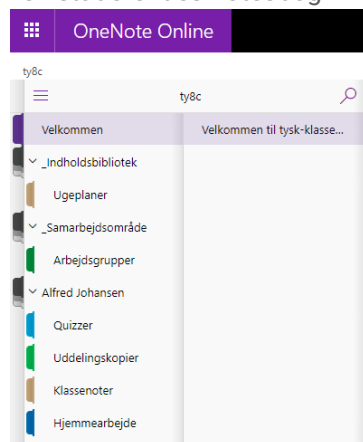 OneNote Online
ty8c
ty8c
Velkommen
Velkommen til tysk-klasse...
_Indholdsbibliotek
Ugeplaner
_Samarbejdsområde
Arbejdsgrupper
Alfred Johansen
Quizzer
Uddelingskopier
Klassenoter
Hjemmearbejde